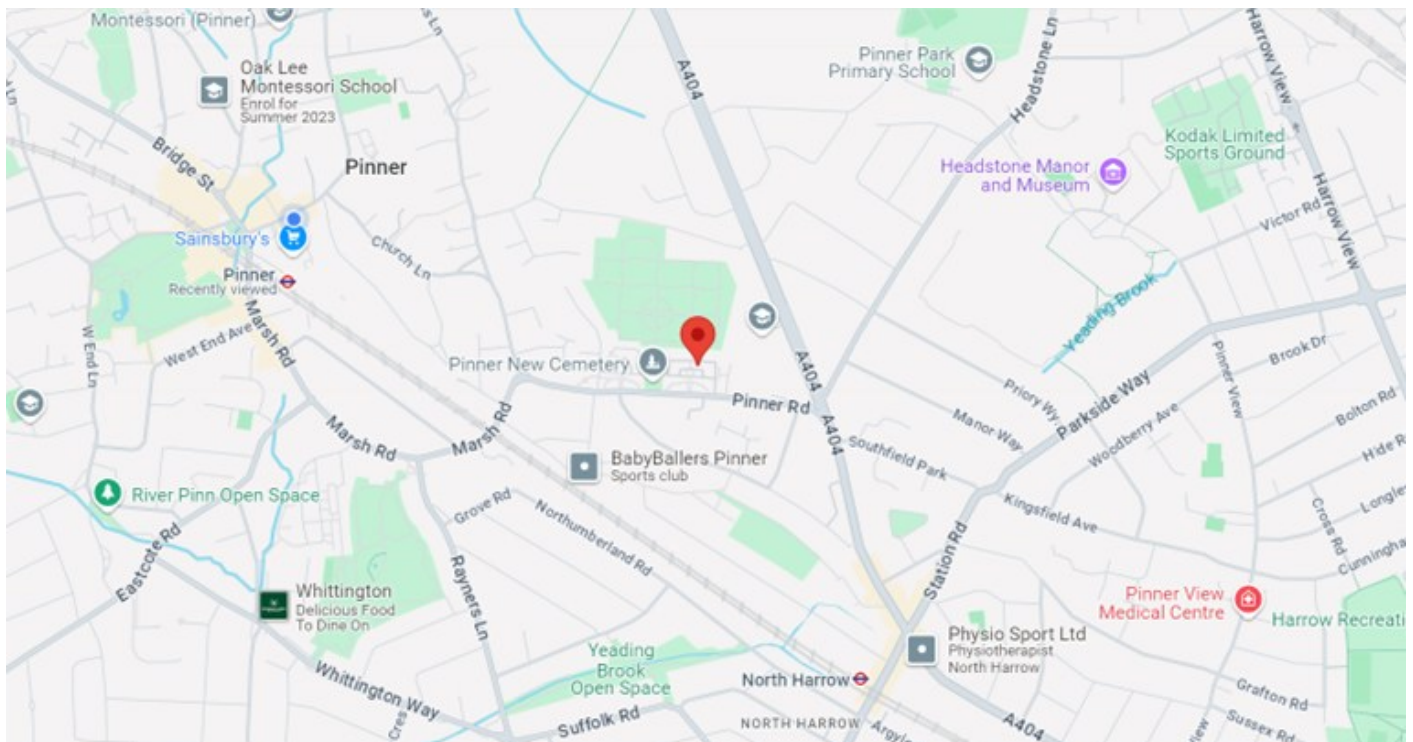 Montessori (Pinner)
Oak Lee
Montessori School
Enrol for
Summer 2023
Bridge St
Pinner
Sainsbury's
Pinner
Recently viewed
Church Ln
W End Ln
West End Ave
Marsh Rd
Marsh Rd
Marsh Rd
River Pinn Open Space
Eastcote Rd
Whittington
Delicious Food
To Dine On
Whittington Way
Rayners Ln
Grove Rd
Northumberland Rd
Pinner New Cemetery
Pinner Rd
BabyBallers Pinner
Sports club
Yeading
Brook
Open Space
Suffolk Rd
A404
A404
A404
A404
Pinner Park
Primary School
Headstone Ln
Headstone Manor
and Museum
Kodak Limited
Sports Ground
Harrow View
Harrow View
Harrow View
Victor Rd
Yeading Brook
Parkside Way
Priory Wy
Manor Way
Woodberry Ave
Pinner View
Brook Dr
Bolton Rd
Southfield Park
Kingsfield Ave
Station Rd
Cross Rd
Pinner View
Medical Centre
Harrow Recreati
Physio Sport Ltd
Physiotherapist
North Harrow
North Harrow
NORTH HARROW
Grafton Rd
Sussex Rd